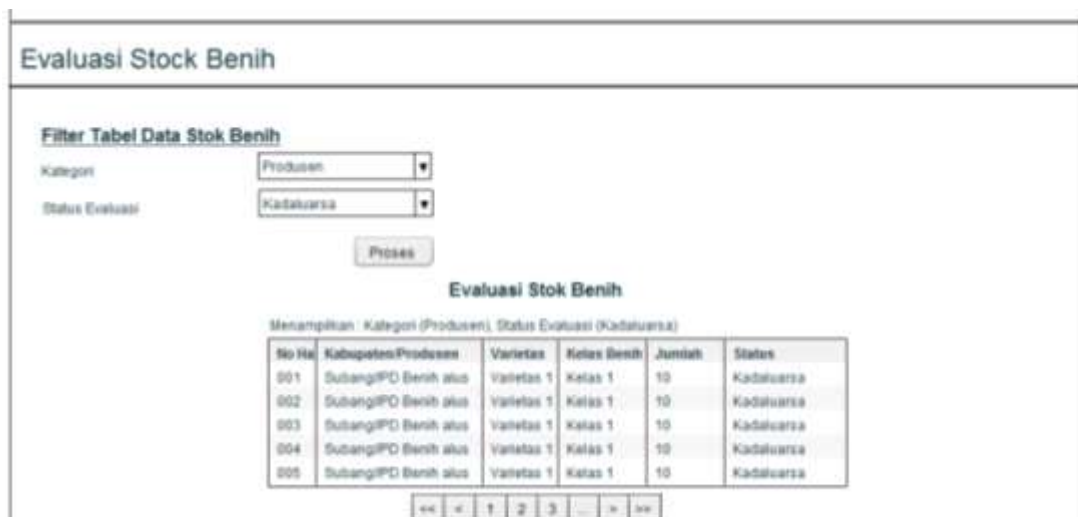 Evaluasi Stock Benih
Filter Tabel Data Stok Benih
Kategori Produsen
Status Evaluasi Kadaluarsa
Proses
Evaluasi Stok Benih
Menampilkan : Kategori (Produsen), Status Evaluasi (Kadaluarsa)
No Ha Kabupaten/Produsen Varietas Kelas Benih Jumlah Status
001 Subang/PD Benih alus Varietas 1 Kelas 1 10 Kadaluarsa
002 Subang/PD Benih alus Varietas 1 Kelas 1 10 Kadaluarsa
003 Subang/PD Benih alus Varietas 1 Kelas 1 10 Kadaluarsa
004 Subang/PD Benih alus Varietas 1 Kelas 1 10 Kadaluarsa
005 Subang/PD Benih alus Varietas 1 Kelas 1 10 Kadaluarsa
<< < 1 2 3 ... > >>